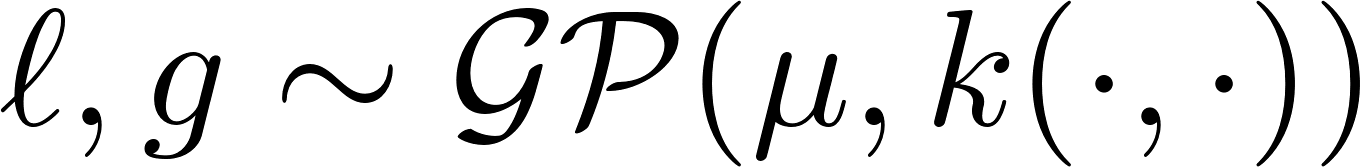 ℓ, g ∼ 𝒢𝒫(μ, k(·, ·))